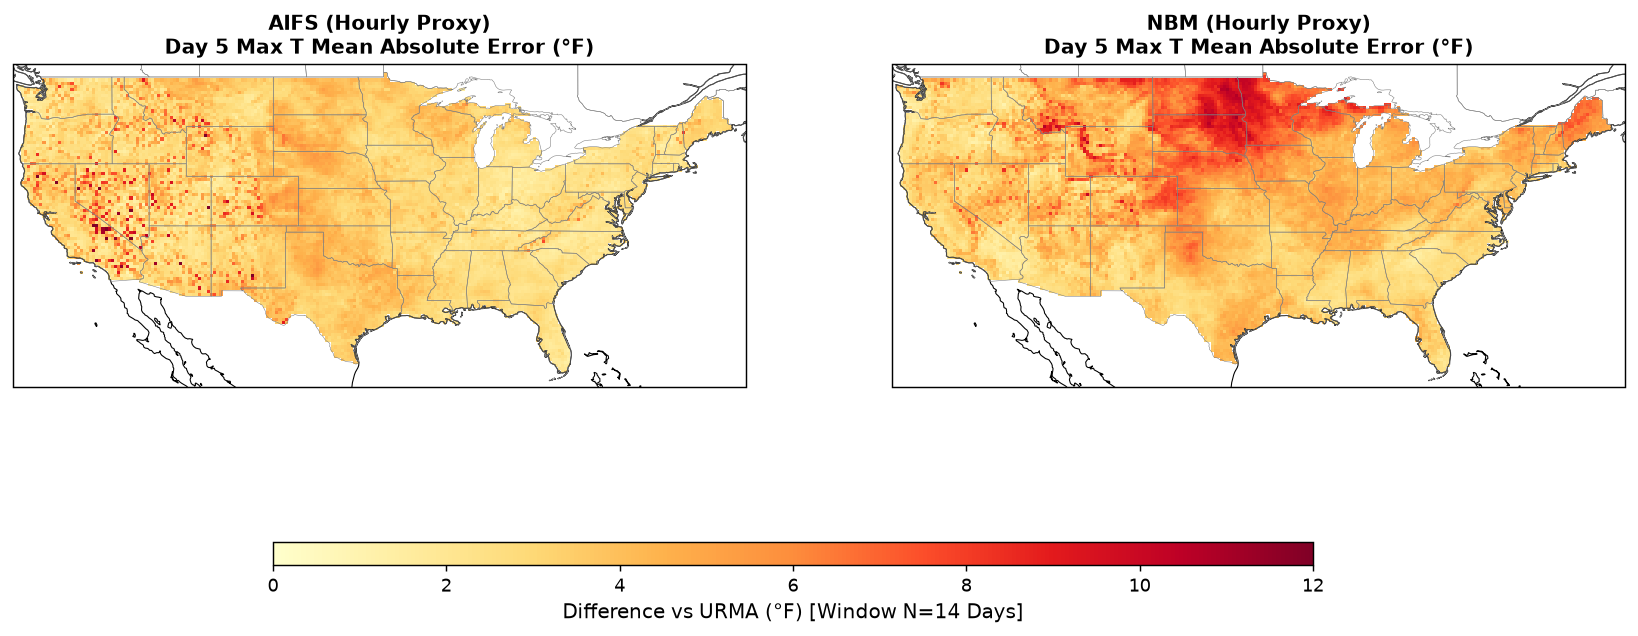 AIFS (Hourly Proxy)
Day 5 Max T Mean Absolute Error (°F)
NBM (Hourly Proxy)
Day 5 Max T Mean Absolute Error (°F)
0 2 4 6 8 10 12
Difference vs URMA (°F) [Window N=14 Days]